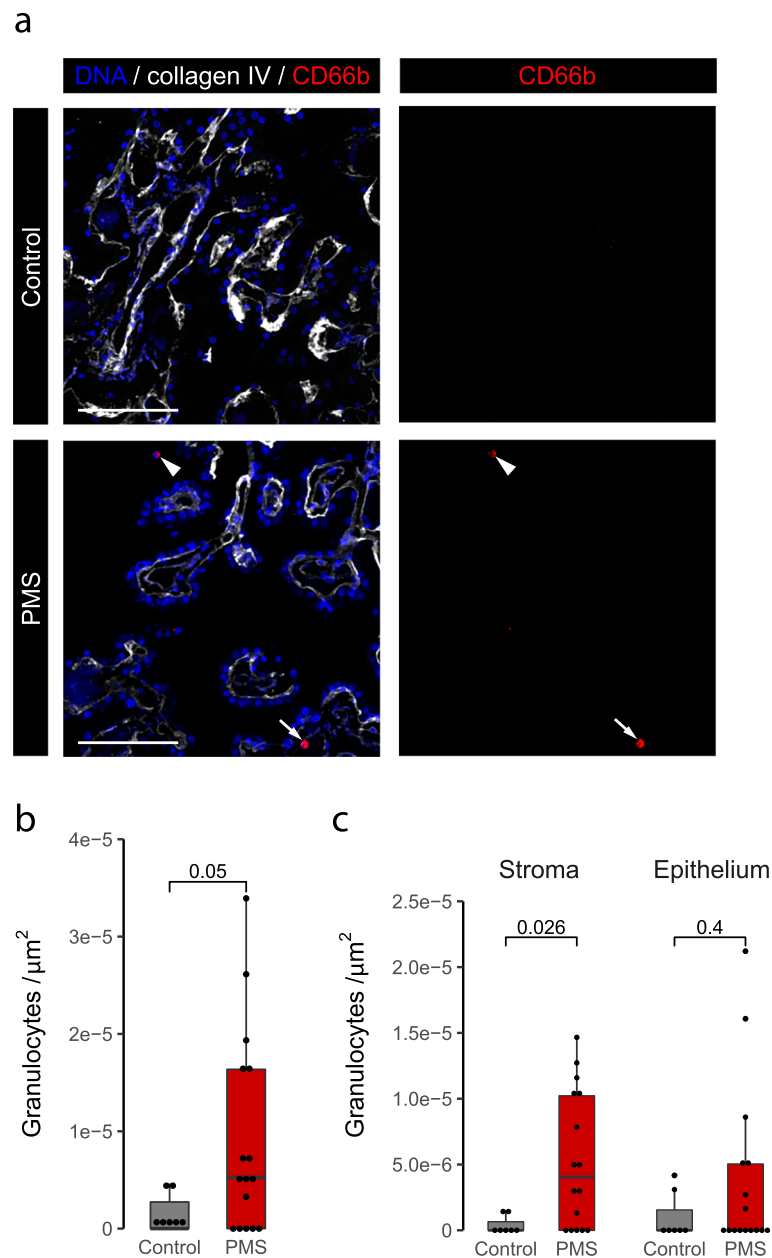 a
DNA / collagen IV / CD66b
CD66b
Control
PMS
b
Granulocytes /µm²
4e−5
3e−5
2e−5
1e−5
0
0.05
Control PMS
c
Stroma Epithelium
Granulocytes /µm²
2.5e−5
2.0e−5
1.5e−5
1.0e−5
5.0e−6
0
0.026
0.4
Control PMS Control PMS